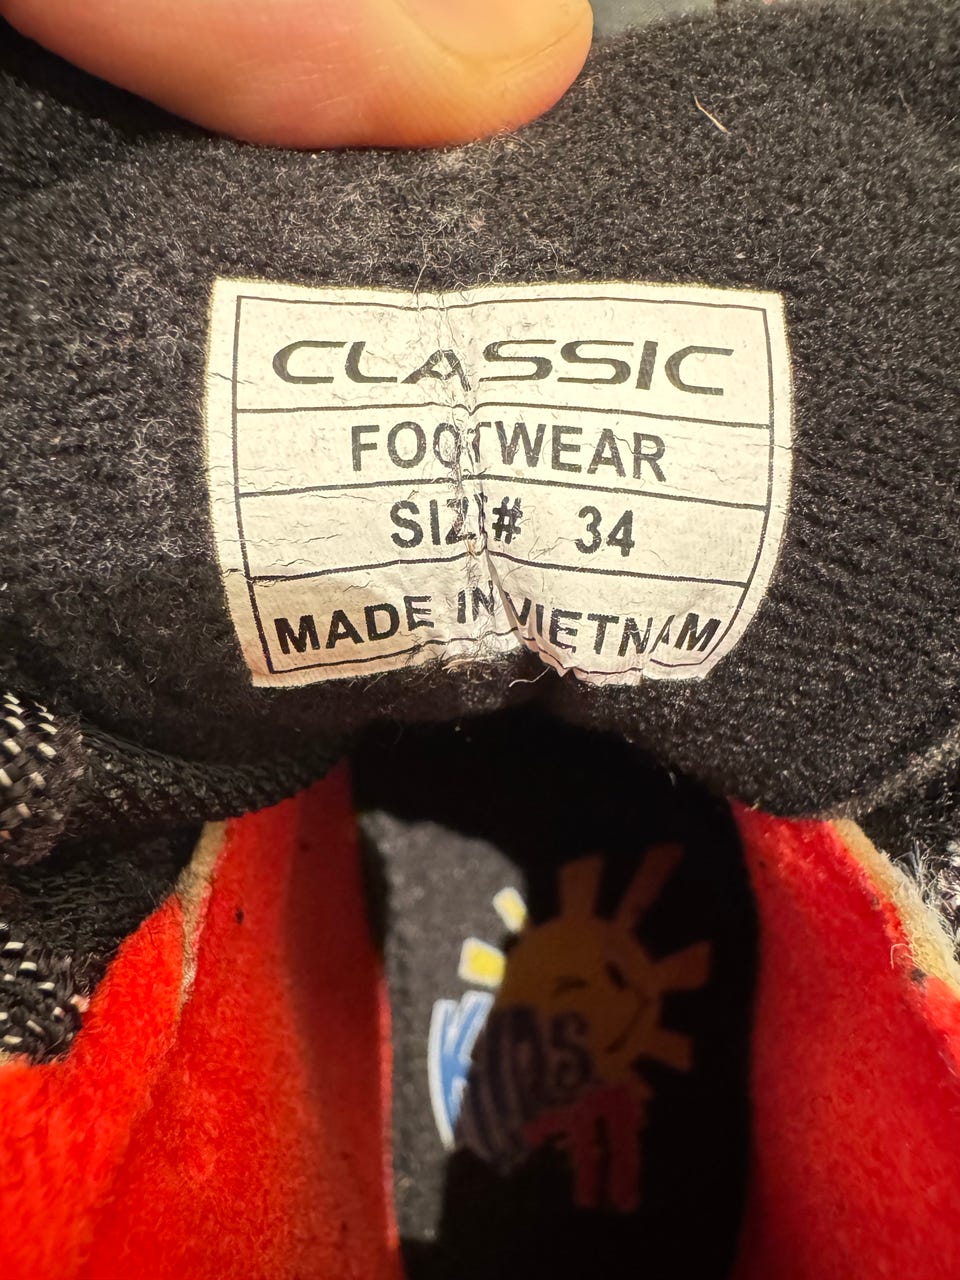 CLASSIC
FOOTWEAR
SIZE# 34
MADE IN VIETNAM